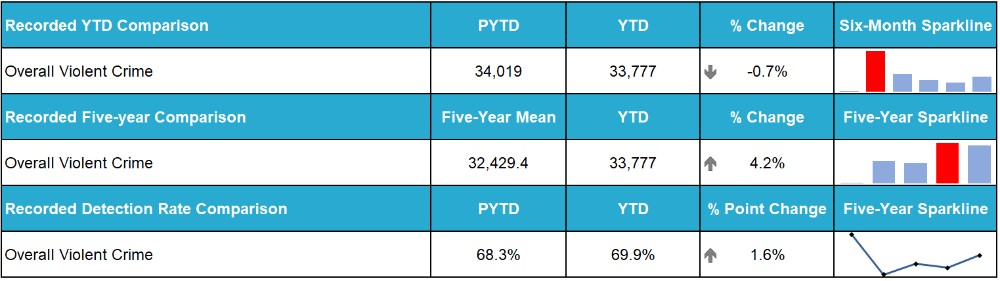 Recorded YTD Comparison PYTD YTD % Change Six-Month Sparkline
Overall Violent Crime 34,019 33,777 -0.7%
Recorded Five-year Comparison Five-Year Mean YTD % Change Five-Year Sparkline
Overall Violent Crime 32,429.4 33,777 4.2%
Recorded Detection Rate Comparison PYTD YTD % Point Change Five-Year Sparkline
Overall Violent Crime 68.3% 69.9% 1.6%